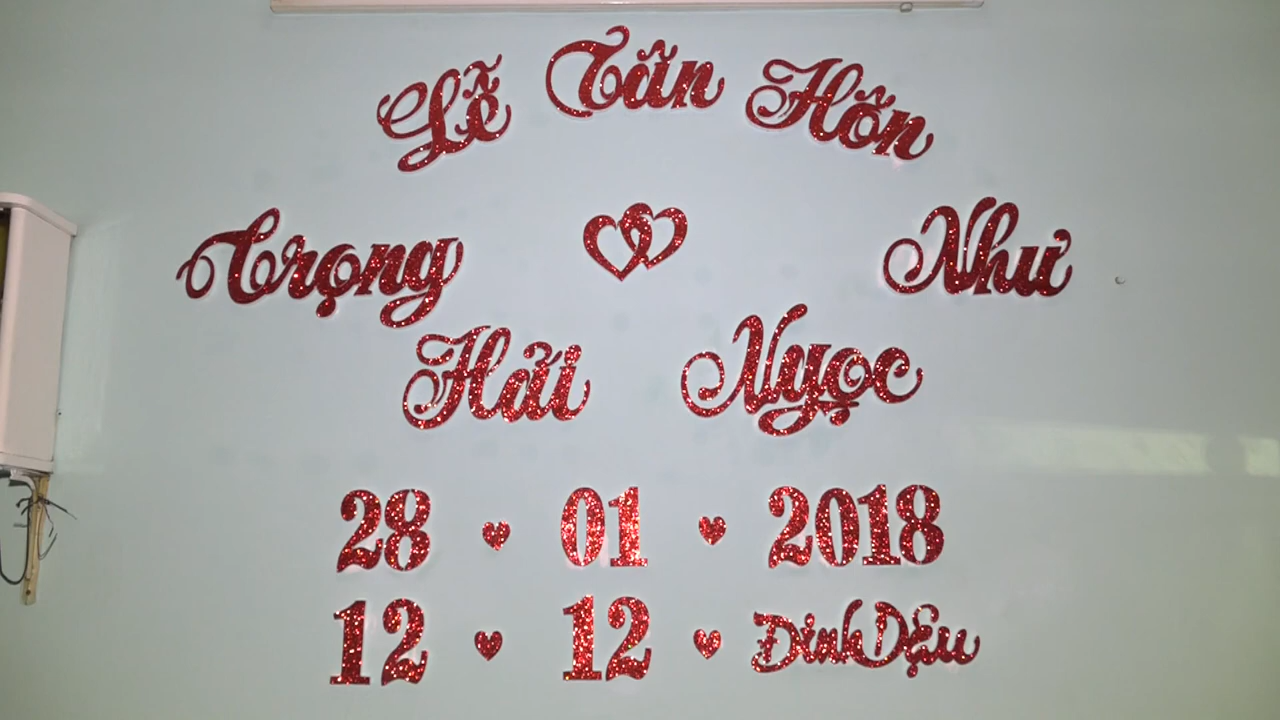 Lễ Tân Hôn
Trọng Như
Hải Ngọc
28 01 2018
12 12 Đinh Dậu